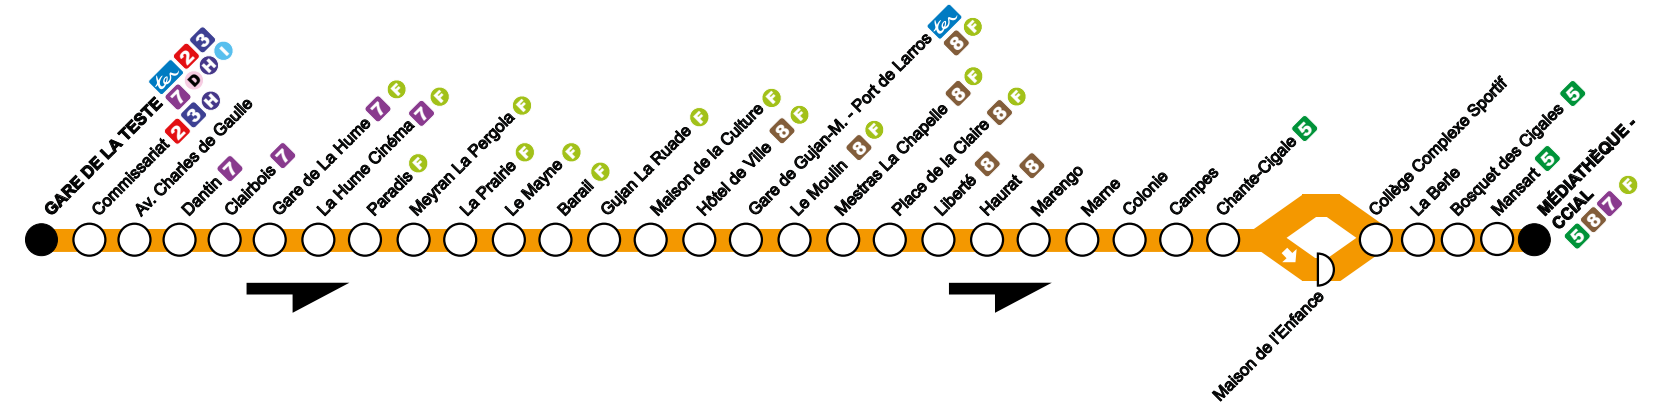 GARE DE LA TESTE ter 2 3
7 D H I
Commissariat 2 3 H
Av. Charles de Gaulle
Dantin 7
Clairbois 7
Gare de La Hume 7 F
La Hume Cinéma 7 F
Paradis F
Meyran La Pergola F
La Prairie F
Le Mayne F
Barail F
Gujan La Ruade F
Maison de la Culture F
Hôtel de Ville 8 F
Gare de Gujan-M. - Port de Larros ter
8 F
Le Moulin 8 F
Mestras La Chapelle 8 F
Place de la Claire 8 F
Liberté 8
Haurat 8
Marengo
Marne
Colonie
Campes
Chante-Cigale 5
Maison de l'Enfance
Collège Complexe Sportif
La Berle
Bosquet des Cigales 5
Mansart 5
MÉDIATHÈQUE -
CCIAL
5 8 7 F